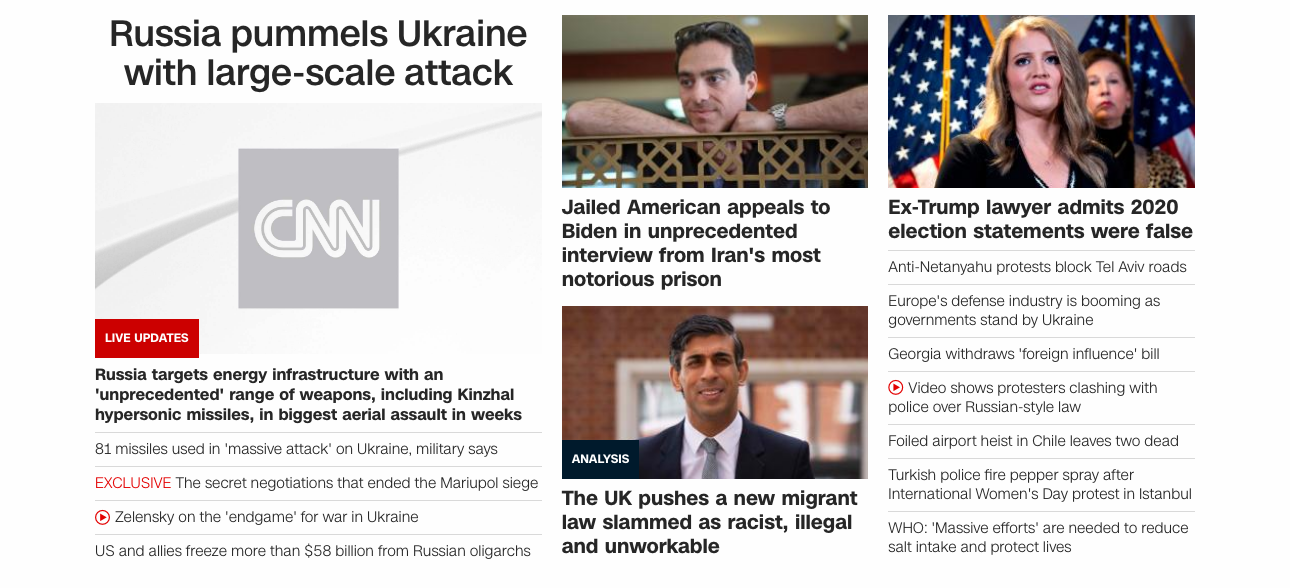 Russia pummels Ukraine
with large-scale attack
CNN
LIVE UPDATES
Russia targets energy infrastructure with an
'unprecedented' range of weapons, including Kinzhal
hypersonic missiles, in biggest aerial assault in weeks
81 missiles used in 'massive attack' on Ukraine, military says
EXCLUSIVE The secret negotiations that ended the Mariupol siege
Zelensky on the 'endgame' for war in Ukraine
US and allies freeze more than $58 billion from Russian oligarchs
Jailed American appeals to
Biden in unprecedented
interview from Iran's most
notorious prison
ANALYSIS
The UK pushes a new migrant
law slammed as racist, illegal
and unworkable
Ex-Trump lawyer admits 2020
election statements were false
Anti-Netanyahu protests block Tel Aviv roads
Europe's defense industry is booming as
governments stand by Ukraine
Georgia withdraws 'foreign influence' bill
Video shows protesters clashing with
police over Russian-style law
Foiled airport heist in Chile leaves two dead
Turkish police fire pepper spray after
International Women's Day protest in Istanbul
WHO: 'Massive efforts' are needed to reduce
salt intake and protect lives